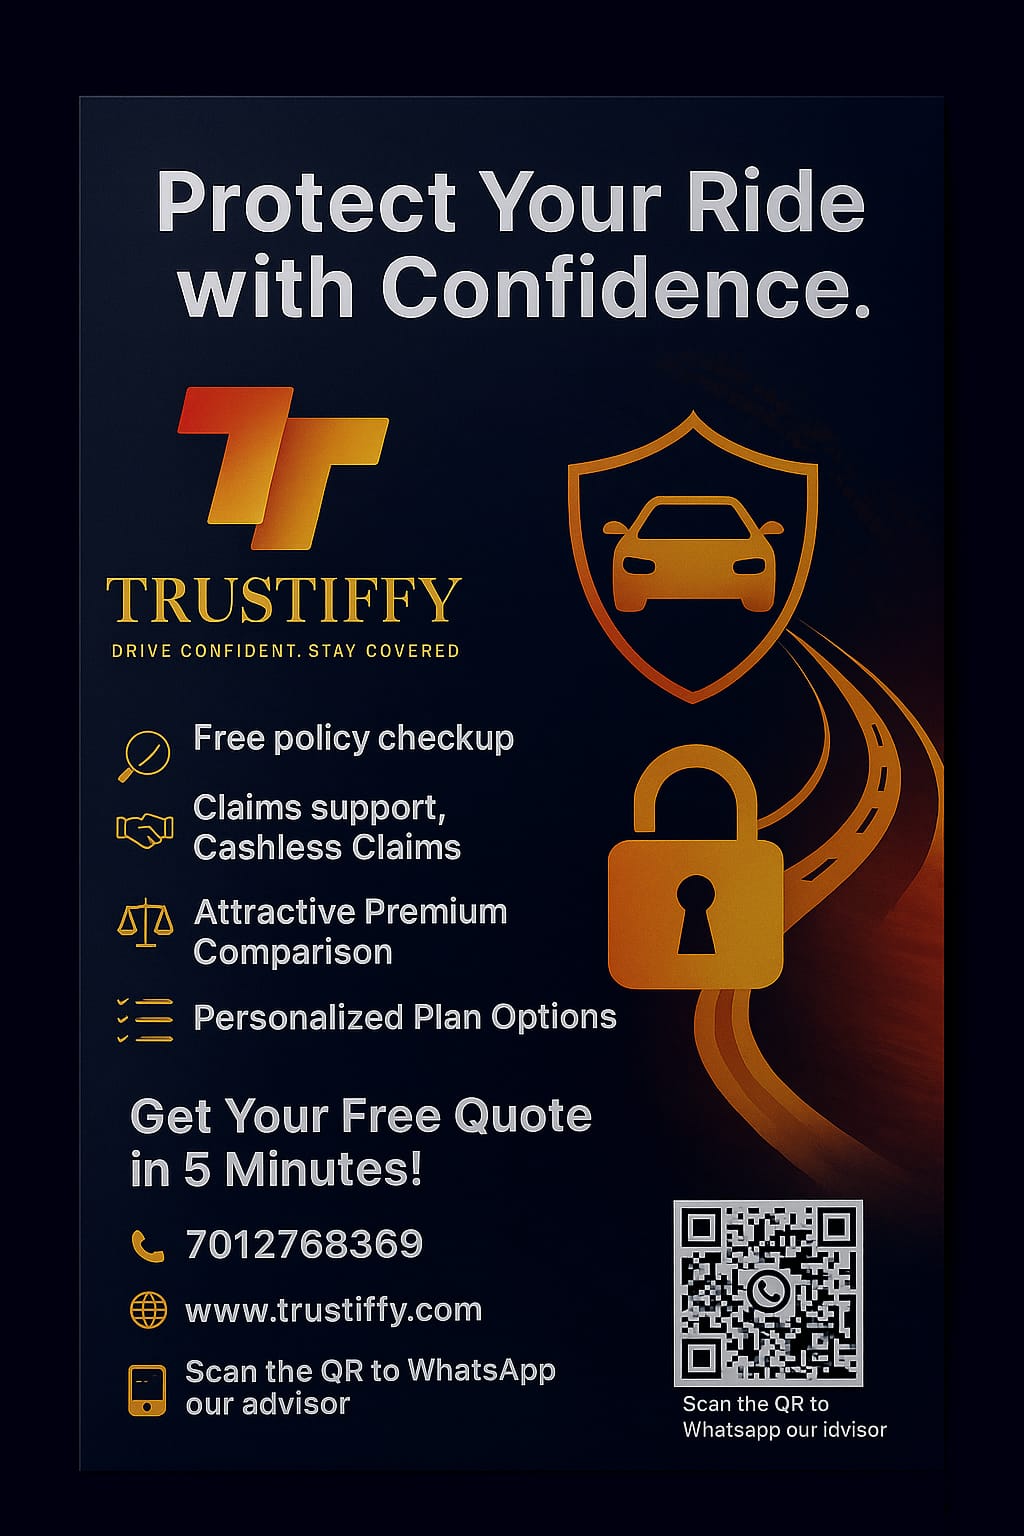 Protect Your Ride
with Confidence.
TRUSTIFFY
DRIVE CONFIDENT. STAY COVERED
Free policy checkup
Claims support,
Cashless Claims
Attractive Premium
Comparison
Personalized Plan Options
Get Your Free Quote
in 5 Minutes!
7012768369
www.trustiffy.com
Scan the QR to WhatsApp
our advisor
Scan the QR to
Whatsapp our idvisor